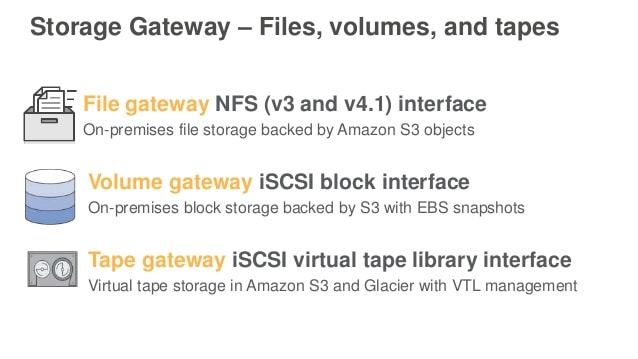 Storage Gateway – Files, volumes, and tapes
File gateway NFS (v3 and v4.1) interface
On-premises file storage backed by Amazon S3 objects
Volume gateway iSCSI block interface
On-premises block storage backed by S3 with EBS snapshots
Tape gateway iSCSI virtual tape library interface
Virtual tape storage in Amazon S3 and Glacier with VTL management